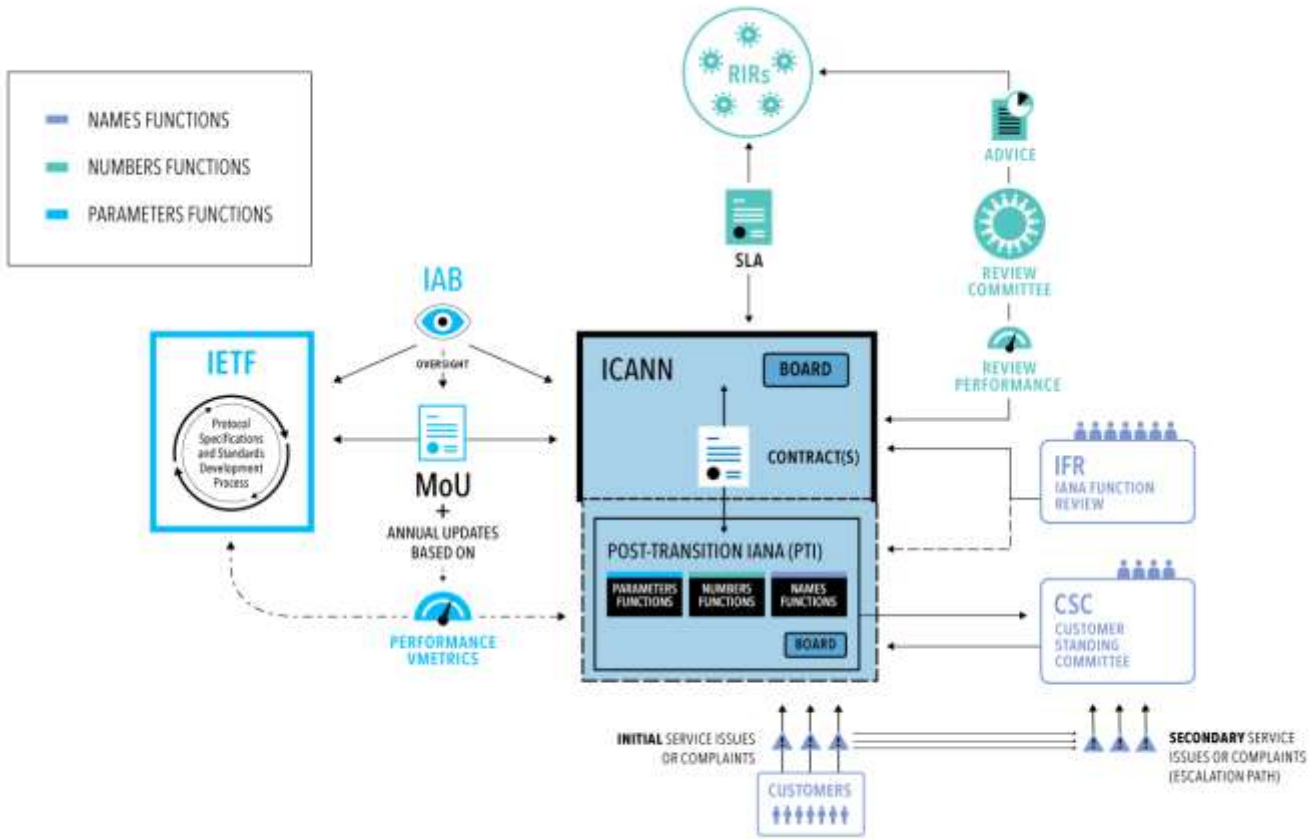 NAMES FUNCTIONS
NUMBERS FUNCTIONS
PARAMETERS FUNCTIONS
RIRs
ADVICE
SLA
REVIEW
COMMITTEE
REVIEW
PERFORMANCE
IAB
OVERSIGHT
IETF
Protocol
Specifications
and Standards
Development
Process
MoU
+
ANNUAL UPDATES
BASED ON
PERFORMANCE
VMETRICS
ICANN
BOARD
CONTRACT(S)
POST-TRANSITION IANA (PTI)
PARAMETERS
FUNCTIONS
NUMBERS
FUNCTIONS
NAMES
FUNCTIONS
BOARD
IFR
IANA FUNCTION
REVIEW
CSC
CUSTOMER
STANDING
COMMITTEE
INITIAL SERVICE ISSUES
OR COMPLAINTS
CUSTOMERS
SECONDARY SERVICE
ISSUES OR COMPLAINTS
(ESCALATION PATH)